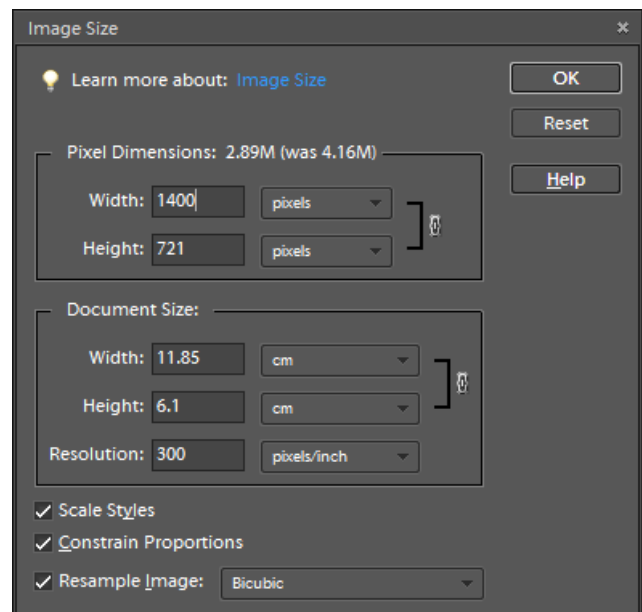 Image Size
Learn more about: Image Size
OK
Reset
Help
Pixel Dimensions: 2.89M (was 4.16M)
Width: 1400 pixels
Height: 721 pixels
Document Size:
Width: 11.85 cm
Height: 6.1 cm
Resolution: 300 pixels/inch
Scale Styles
Constrain Proportions
Resample Image: Bicubic